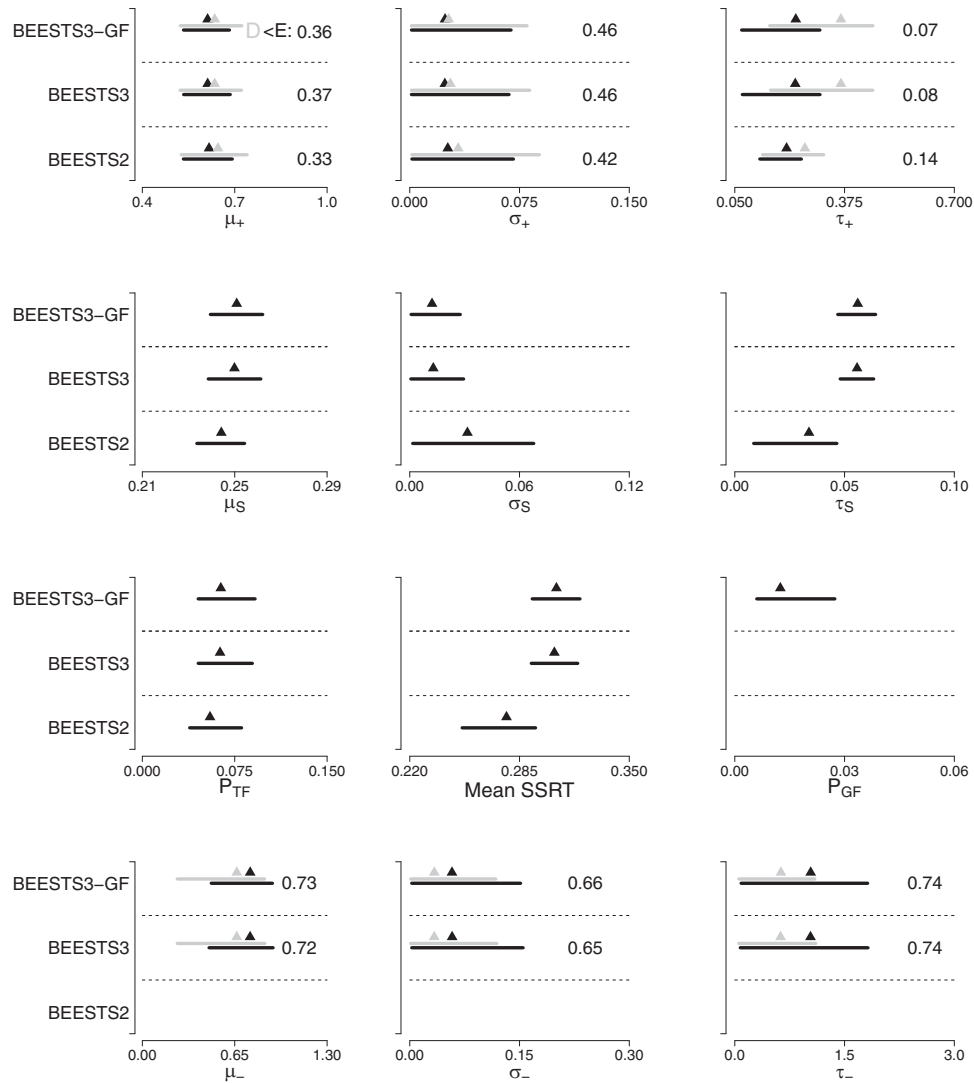 BEESTS3−GF D <E: 0.36 0.46 0.07
BEESTS3 0.37 0.46 0.08
BEESTS2 0.33 0.42 0.14
0.4 0.7 1.0 0.000 0.075 0.150 0.050 0.375 0.700
μ+ σ+ τ+
BEESTS3−GF
BEESTS3
BEESTS2
0.21 0.25 0.29 0.00 0.06 0.12 0.00 0.05 0.10
μS σS τS
BEESTS3−GF
BEESTS3
BEESTS2
0.000 0.075 0.150 0.220 0.285 0.350 0.00 0.03 0.06
PTF Mean SSRT PGF
BEESTS3−GF 0.73 0.66 0.74
BEESTS3 0.72 0.65 0.74
BEESTS2
0.00 0.65 1.30 0.00 0.15 0.30 0.0 1.5 3.0
μ− σ− τ−